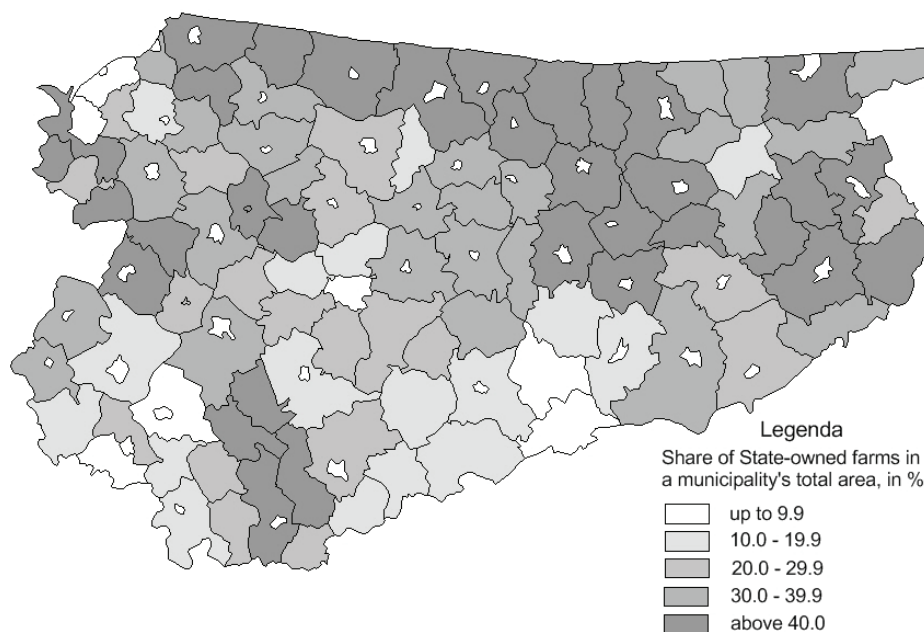 Legenda
Share of State-owned farms in
a municipality's total area, in %
up to 9.9
10.0 - 19.9
20.0 - 29.9
30.0 - 39.9
above 40.0